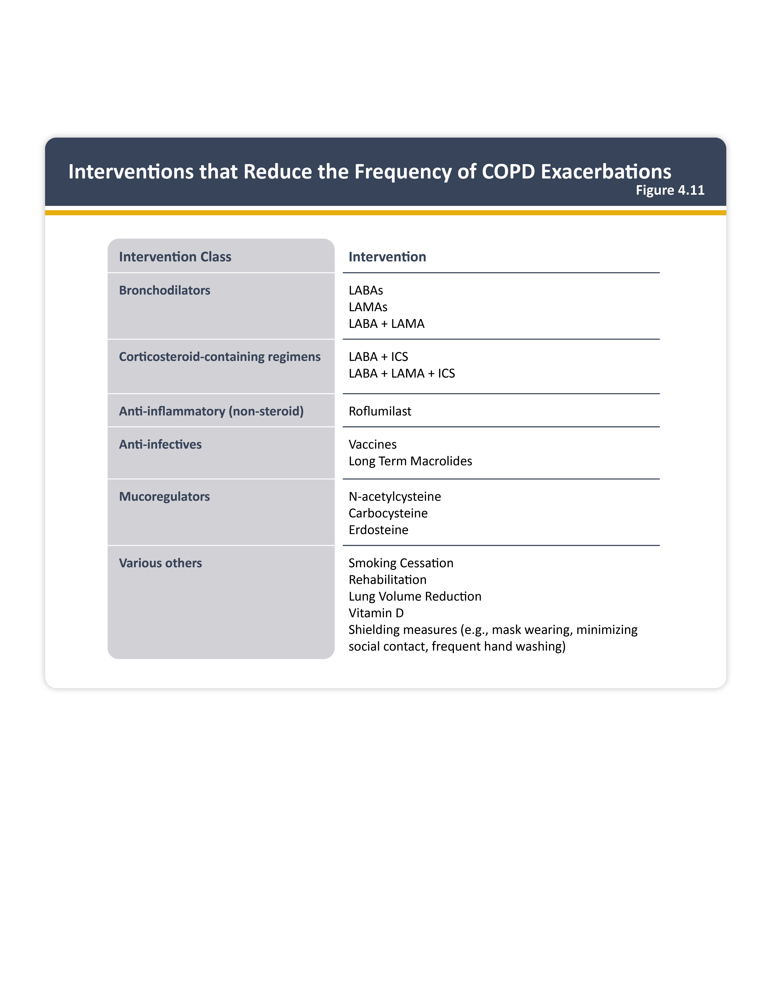 Interventions that Reduce the Frequency of COPD Exacerbations
Figure 4.11
Intervention Class
Intervention
Bronchodilators
LABAs
LAMAs
LABA + LAMA
Corticosteroid-containing regimens
LABA + ICS
LABA + LAMA + ICS
Anti-inflammatory (non-steroid)
Roflumilast
Anti-infectives
Vaccines
Long Term Macrolides
Mucoregulators
N-acetylcysteine
Carbocysteine
Erdosteine
Various others
Smoking Cessation
Rehabilitation
Lung Volume Reduction
Vitamin D
Shielding measures (e.g., mask wearing, minimizing
social contact, frequent hand washing)